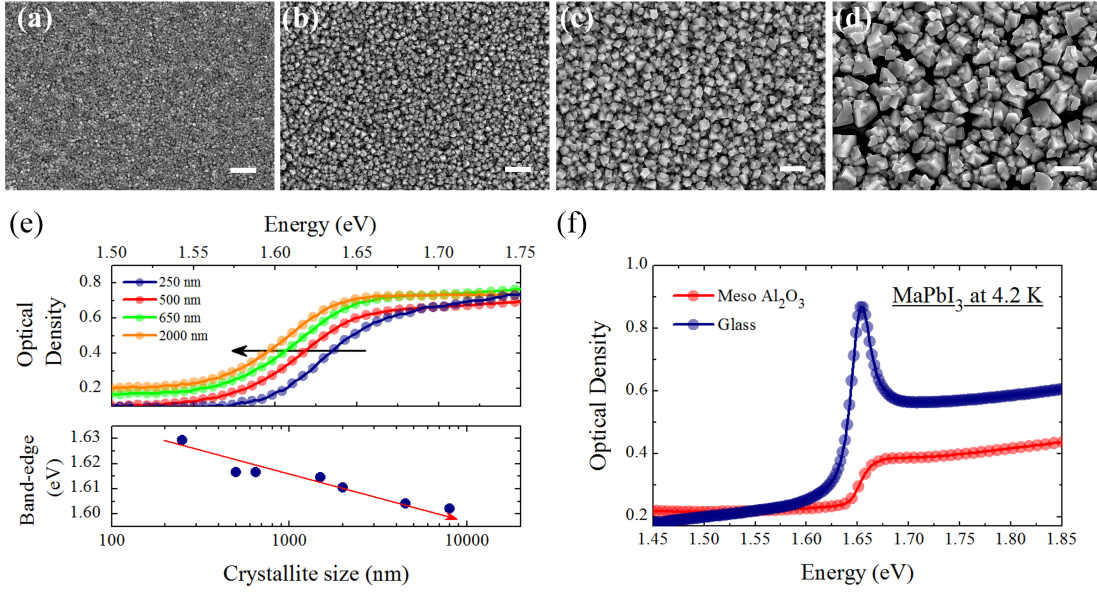 (a)
(b)
(c)
(d)
(e)
Energy (eV)
1.50 1.55 1.60 1.65 1.70 1.75
Optical
Density
0.8
0.6
0.4
0.2
250 nm
500 nm
650 nm
2000 nm
Band-edge
(eV)
1.63
1.62
1.61
1.60
100 1000 10000
Crystallite size (nm)
(f)
Optical Density
1.0
0.8
0.6
0.4
0.2
Meso Al₂O₃
Glass
MaPbI₃ at 4.2 K
1.45 1.50 1.55 1.60 1.65 1.70 1.75 1.80 1.85
Energy (eV)